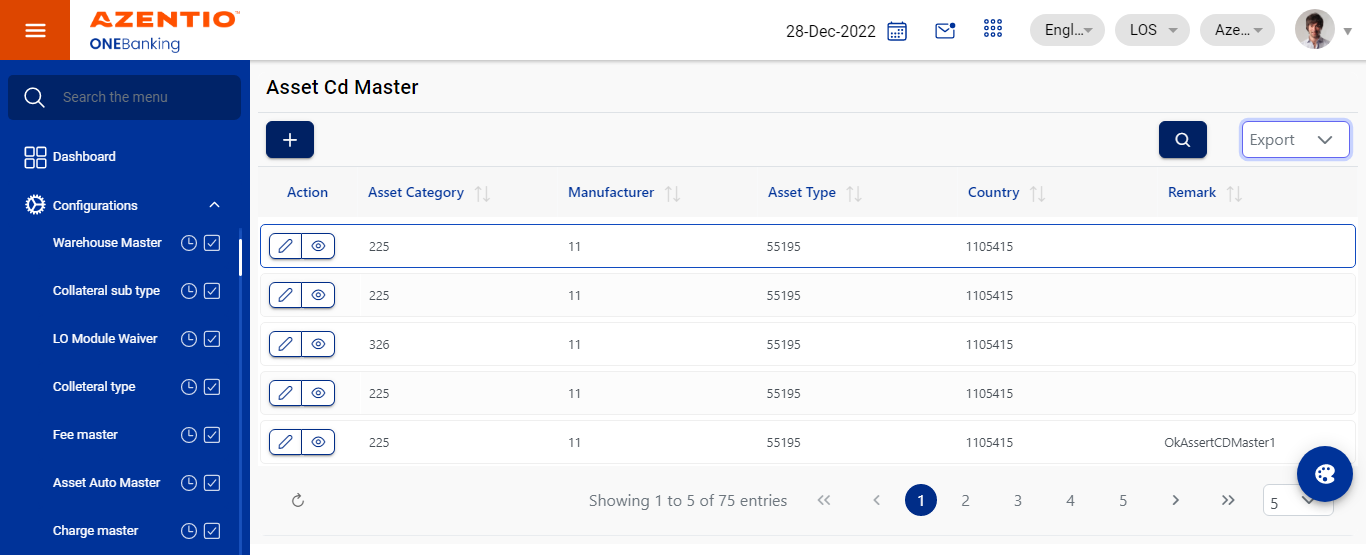 AZENTIO™
ONEBanking
28-Dec-2022
Engl...
LOS
Aze...
Search the menu
Dashboard
Configurations
Warehouse Master
Collateral sub type
LO Module Waiver
Colleteral type
Fee master
Asset Auto Master
Charge master
Asset Cd Master
Export
Action Asset Category Manufacturer Asset Type Country Remark
225 11 55195 1105415
225 11 55195 1105415
326 11 55195 1105415
225 11 55195 1105415
225 11 55195 1105415 OkAssertCDMaster1
Showing 1 to 5 of 75 entries 1 2 3 4 5 5